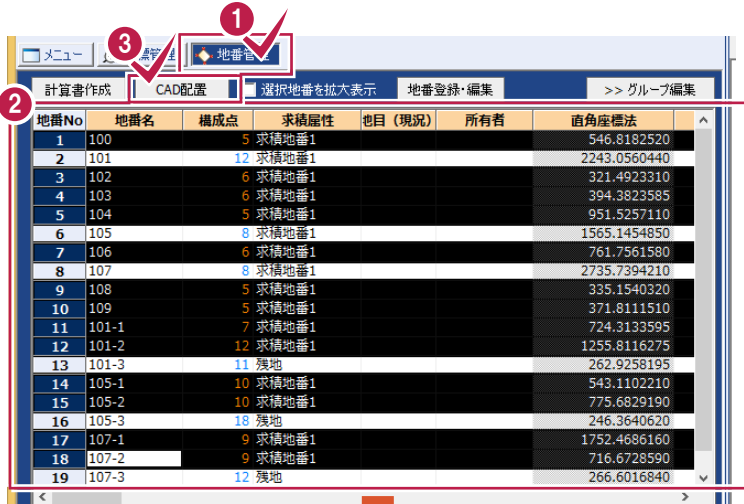 1
3
メニュー 標管理 地番管理
計算書作成 CAD配置 選択地番を拡大表示 地番登録・編集 >> グループ編集
2
地番No 地番名 構成点 求積属性 地目（現況） 所有者 直角座標法
1 100 5 求積地番1 546.8182520
2 101 12 求積地番1 2243.0560440
3 102 6 求積地番1 321.4923310
4 103 6 求積地番1 394.3823585
5 104 5 求積地番1 951.5257110
6 105 8 求積地番1 1565.1454850
7 106 6 求積地番1 761.7561580
8 107 8 求積地番1 2735.7394210
9 108 5 求積地番1 335.1540320
10 109 5 求積地番1 371.8111510
11 101-1 7 求積地番1 724.3133595
12 101-2 12 求積地番1 1255.8116275
13 101-3 11 残地 262.9258195
14 105-1 10 求積地番1 543.1102210
15 105-2 10 求積地番1 775.6829190
16 105-3 18 残地 246.3640620
17 107-1 9 求積地番1 1752.4686160
18 107-2 9 求積地番1 716.6728590
19 107-3 12 残地 266.6016840